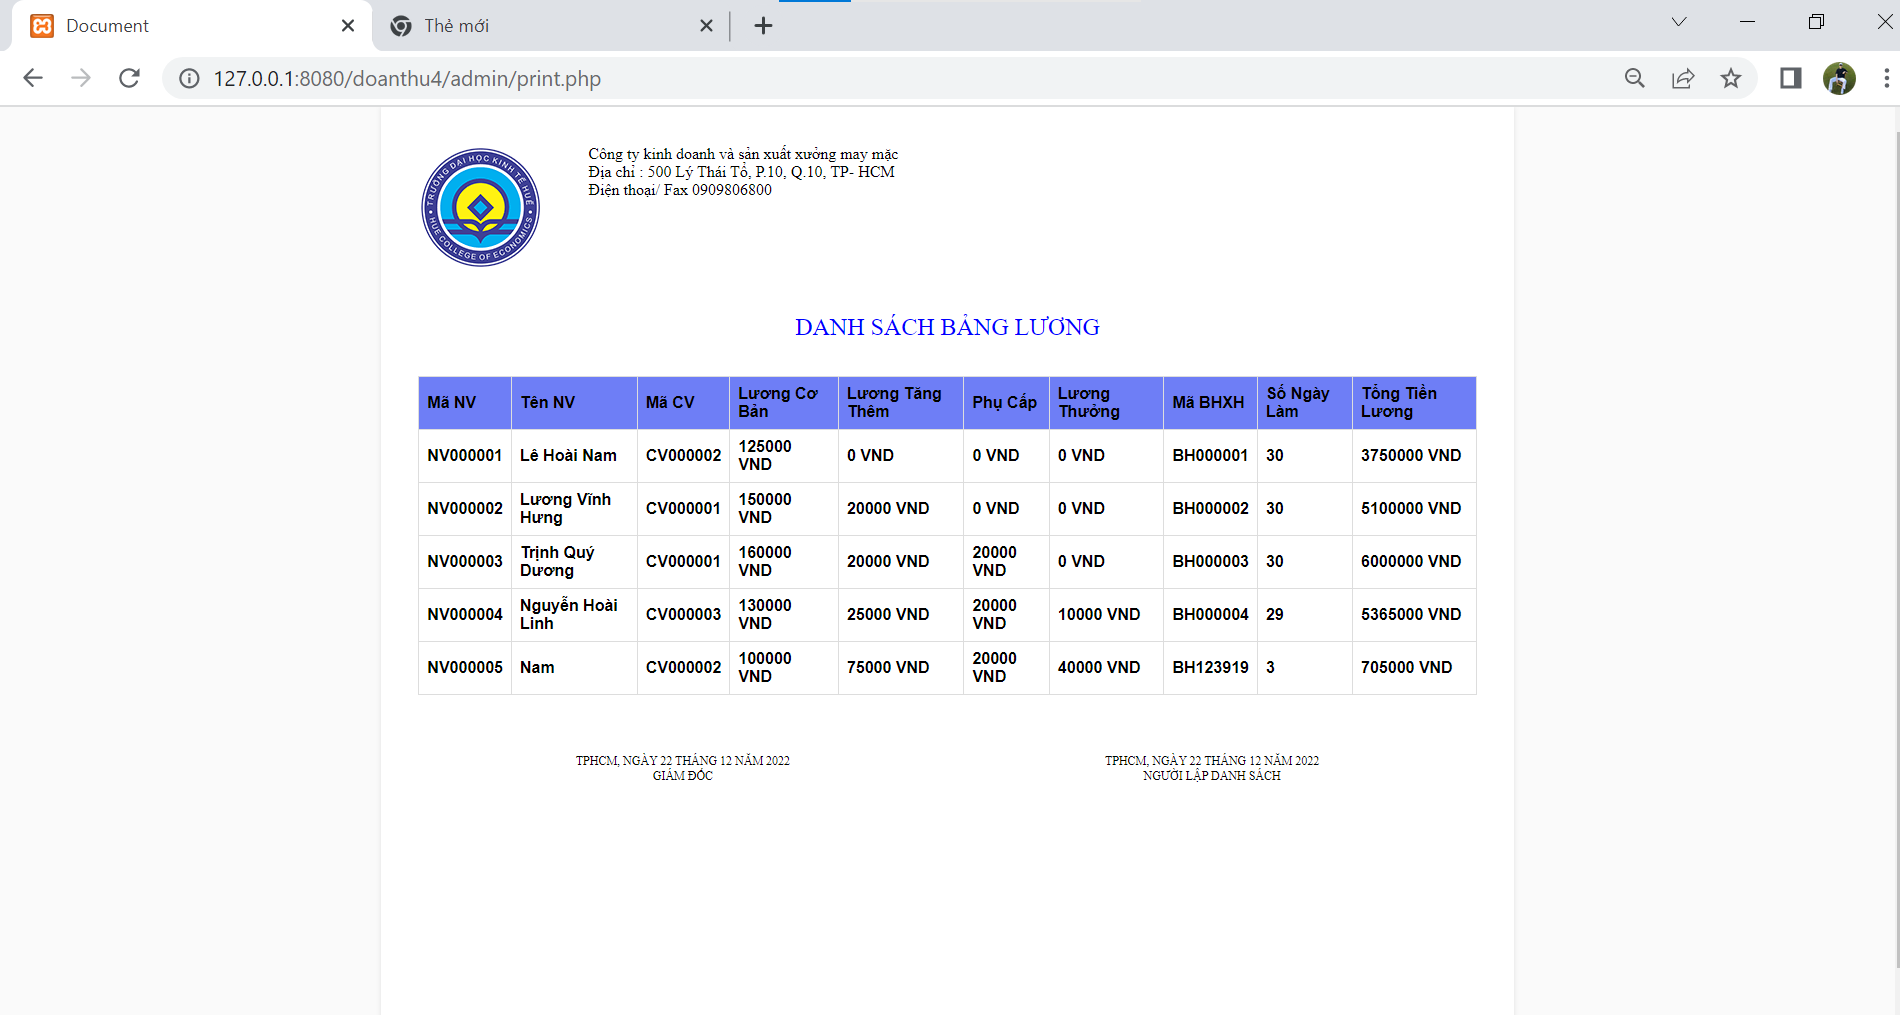 Document
Thẻ mới
127.0.0.1:8080/doanthu4/admin/print.php
TRƯỜNG ĐẠI HỌC KINH TẾ HUẾ
HUE COLLEGE OF ECONOMICS
Công ty kinh doanh và sản xuất xưởng may mặc
Địa chỉ : 500 Lý Thái Tổ, P.10, Q.10, TP- HCM
Điện thoại/ Fax 0909806800
DANH SÁCH BẢNG LƯƠNG
Mã NV Tên NV Mã CV Lương Cơ Bản Lương Tăng Thêm Phụ Cấp Lương Thưởng Mã BHXH Số Ngày Làm Tổng Tiền Lương
NV000001 Lê Hoài Nam CV000002 125000 VND 0 VND 0 VND 0 VND BH000001 30 3750000 VND
NV000002 Lương Vĩnh Hưng CV000001 150000 VND 20000 VND 0 VND 0 VND BH000002 30 5100000 VND
NV000003 Trịnh Quý Dương CV000001 160000 VND 20000 VND 20000 VND 0 VND BH000003 30 6000000 VND
NV000004 Nguyễn Hoài Linh CV000003 130000 VND 25000 VND 20000 VND 10000 VND BH000004 29 5365000 VND
NV000005 Nam CV000002 100000 VND 75000 VND 20000 VND 40000 VND BH123919 3 705000 VND
TPHCM, NGÀY 22 THÁNG 12 NĂM 2022
GIÁM ĐỐC
TPHCM, NGÀY 22 THÁNG 12 NĂM 2022
NGƯỜI LẬP DANH SÁCH